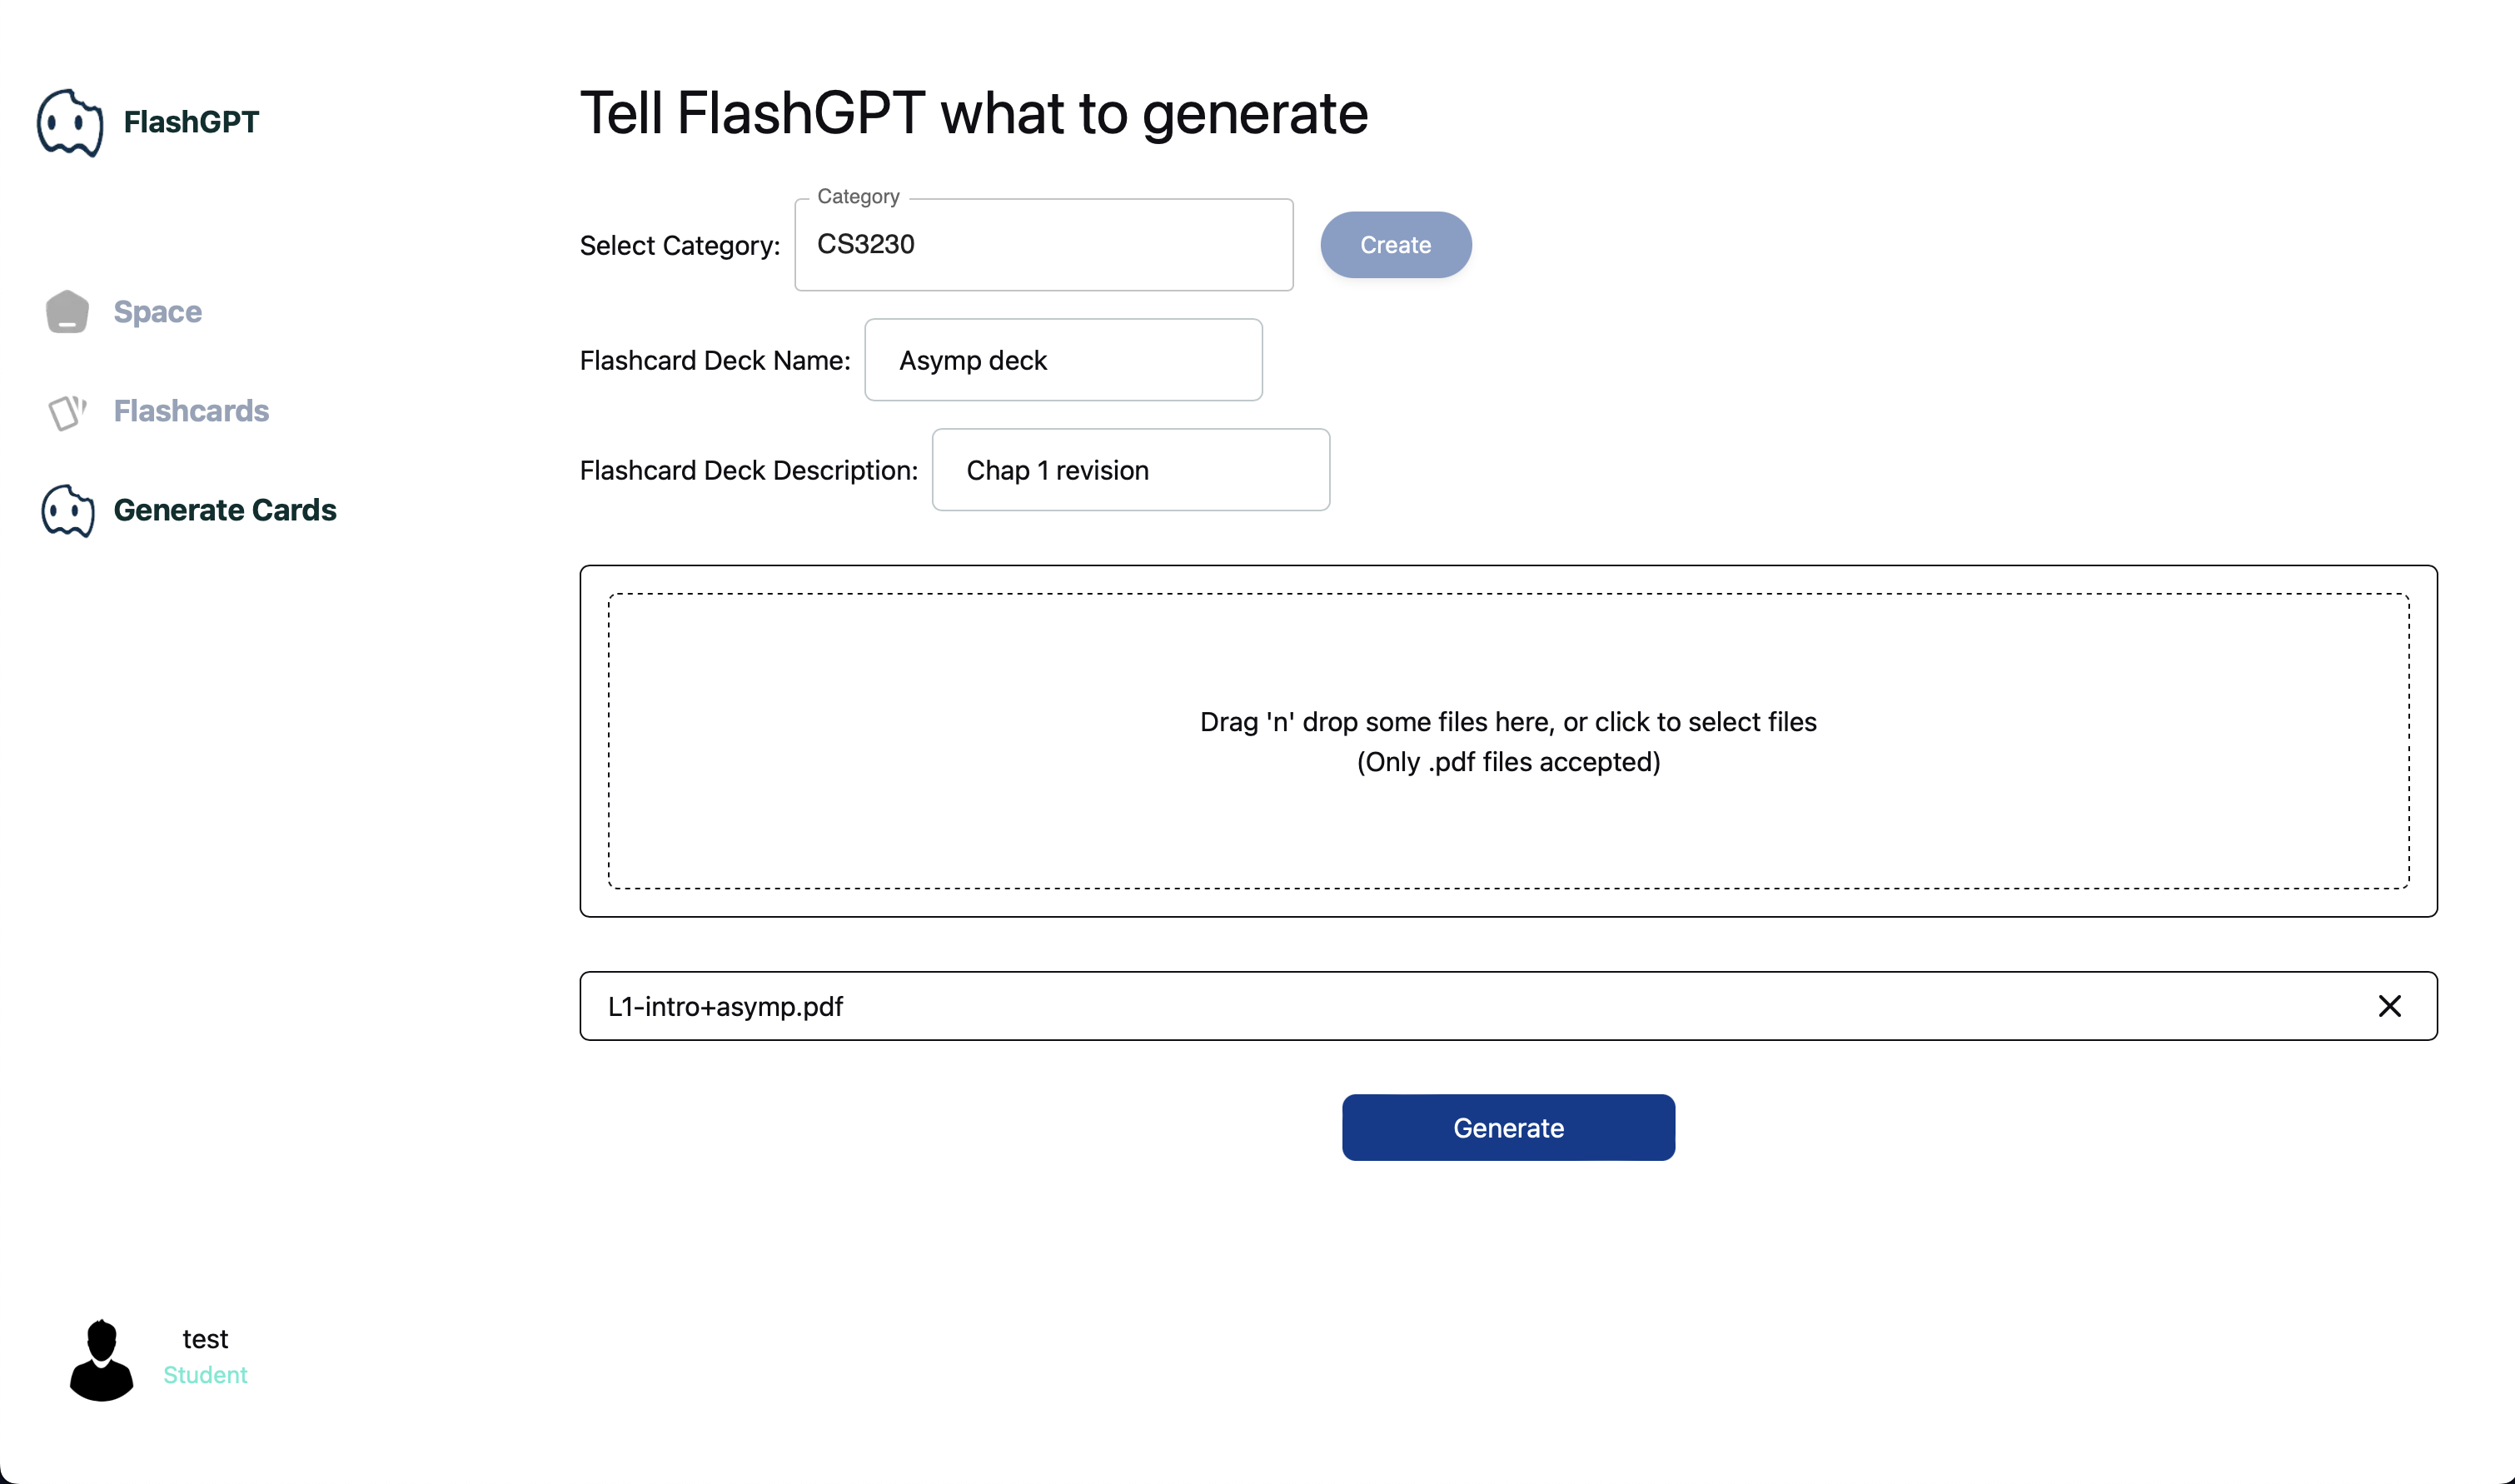 FlashGPT
Space
Flashcards
Generate Cards
test
Student
Tell FlashGPT what to generate
Category
Select Category: CS3230 Create
Flashcard Deck Name: Asymp deck
Flashcard Deck Description: Chap 1 revision
Drag 'n' drop some files here, or click to select files
(Only .pdf files accepted)
L1-intro+asymp.pdf
Generate